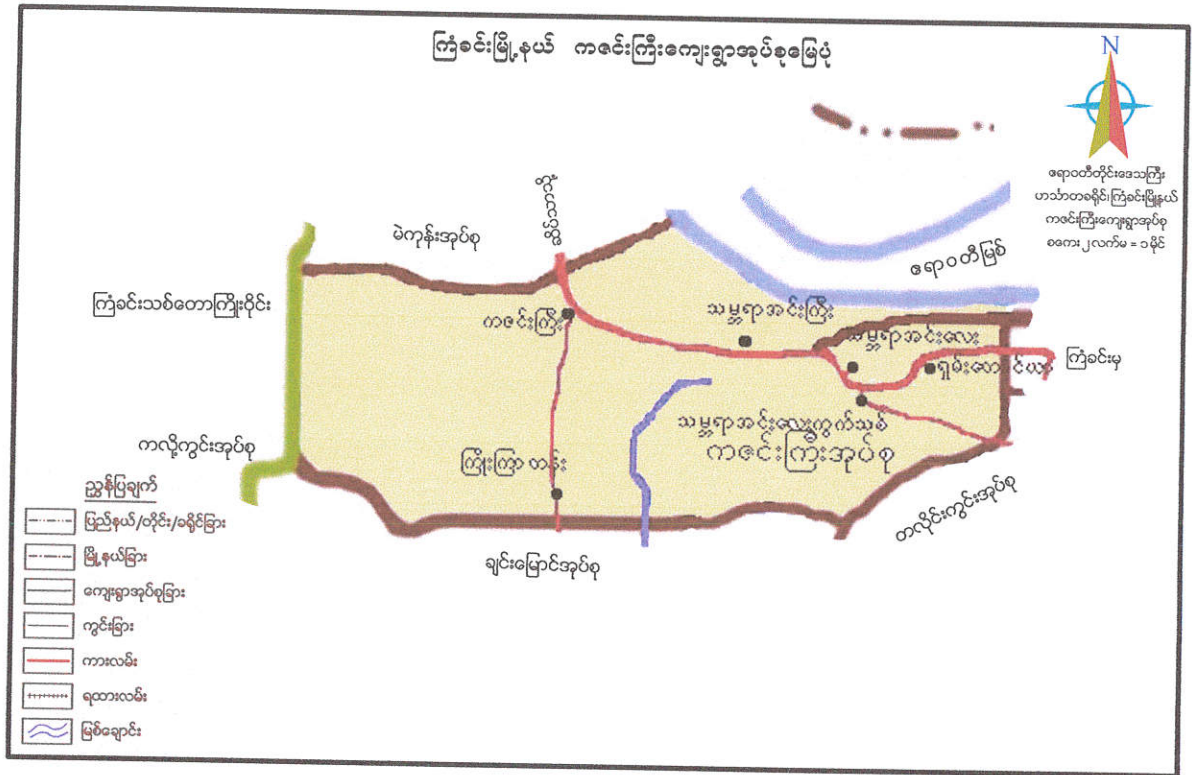 ကြံခင်းမြို့နယ် ကဇင်းကြီးကျေးရွာအုပ်စုမြေပုံ
N
ဧရာဝတီတိုင်းဒေသကြီး
ဟင်္သာတခရိုင်၊ကြံခင်းမြို့နယ်
ကဇင်းကြီးကျေးရွာအုပ်စု
စကေး ၂လက်မ = ၁မိုင်
မဲကုန်းအုပ်စု
ဧရာဝတီမြစ်
ကြံခင်းသစ်တောကြိုးဝိုင်း
ကဇင်းကြီး
သမ္ဘရာအင်းကြီး
သမ္ဘရာအင်းလေး
ကြံခင်းမှ
သမ္ဘရာအင်းလေးကွက်သစ်
ကဇင်းကြီးအုပ်စု
ကလို့ကွင်းအုပ်စု
ကြိုးကြာတန်း
တလိုင်းကွင်းအုပ်စု
ချင်းမြောင်အုပ်စု
ညွှန်ပြချက်
ပြည်နယ်/တိုင်း/ခရိုင်ခြား
မြို့နယ်ခြား
ကျေးရွာအုပ်စုခြား
ကွင်းခြား
ကားလမ်း
ရထားလမ်း
မြစ်ချောင်း